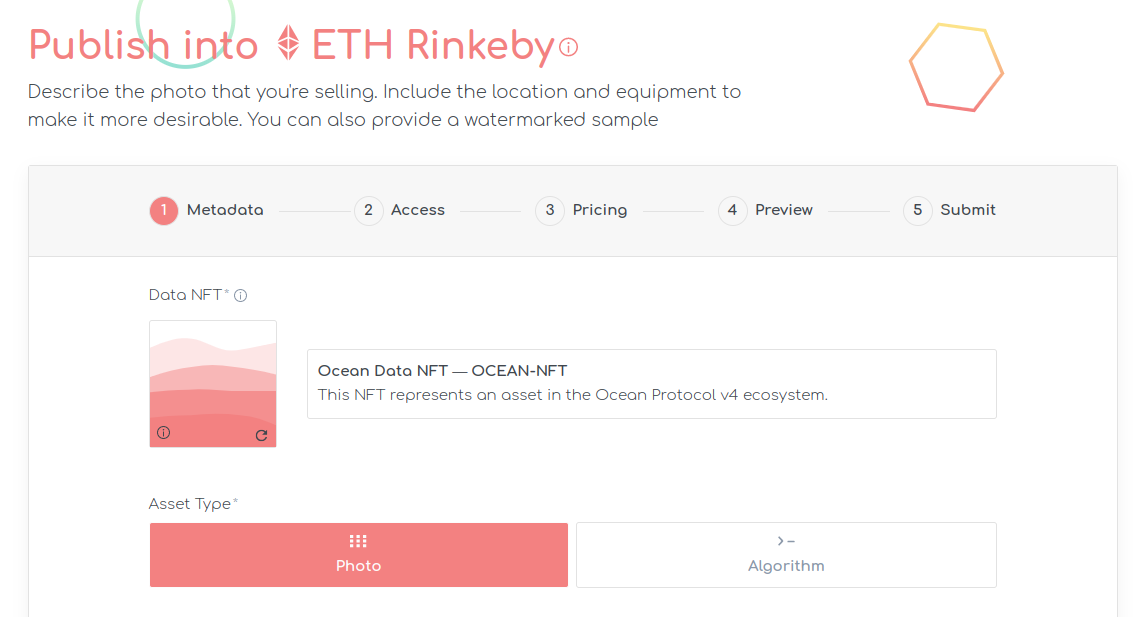 Publish into ETH Rinkeby
Describe the photo that you're selling. Include the location and equipment to
make it more desirable. You can also provide a watermarked sample
1 Metadata 2 Access 3 Pricing 4 Preview 5 Submit
Data NFT*
Ocean Data NFT — OCEAN-NFT
This NFT represents an asset in the Ocean Protocol v4 ecosystem.
Asset Type*
Photo
Algorithm